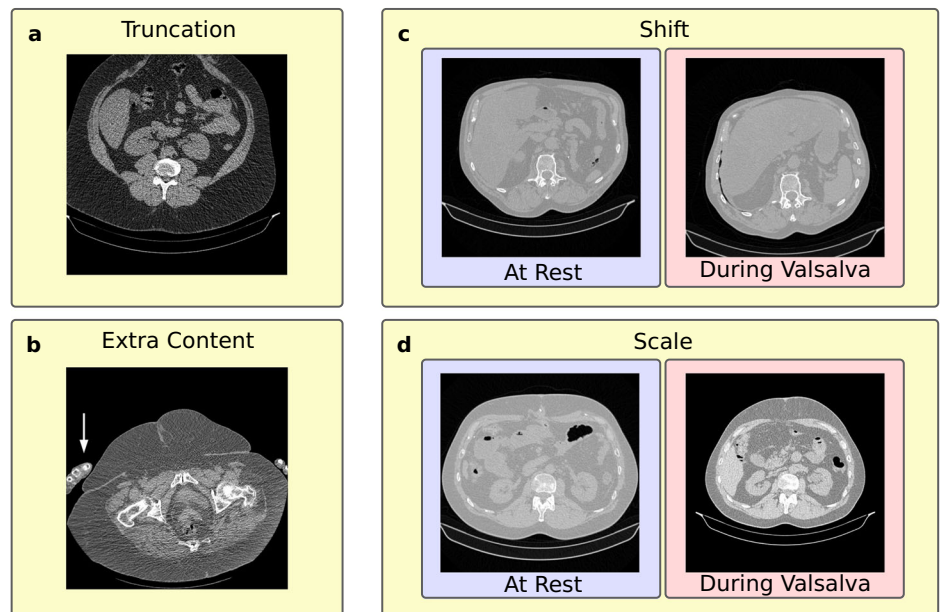 a
Truncation
b
Extra Content
c
Shift
At Rest
During Valsalva
d
Scale
At Rest
During Valsalva